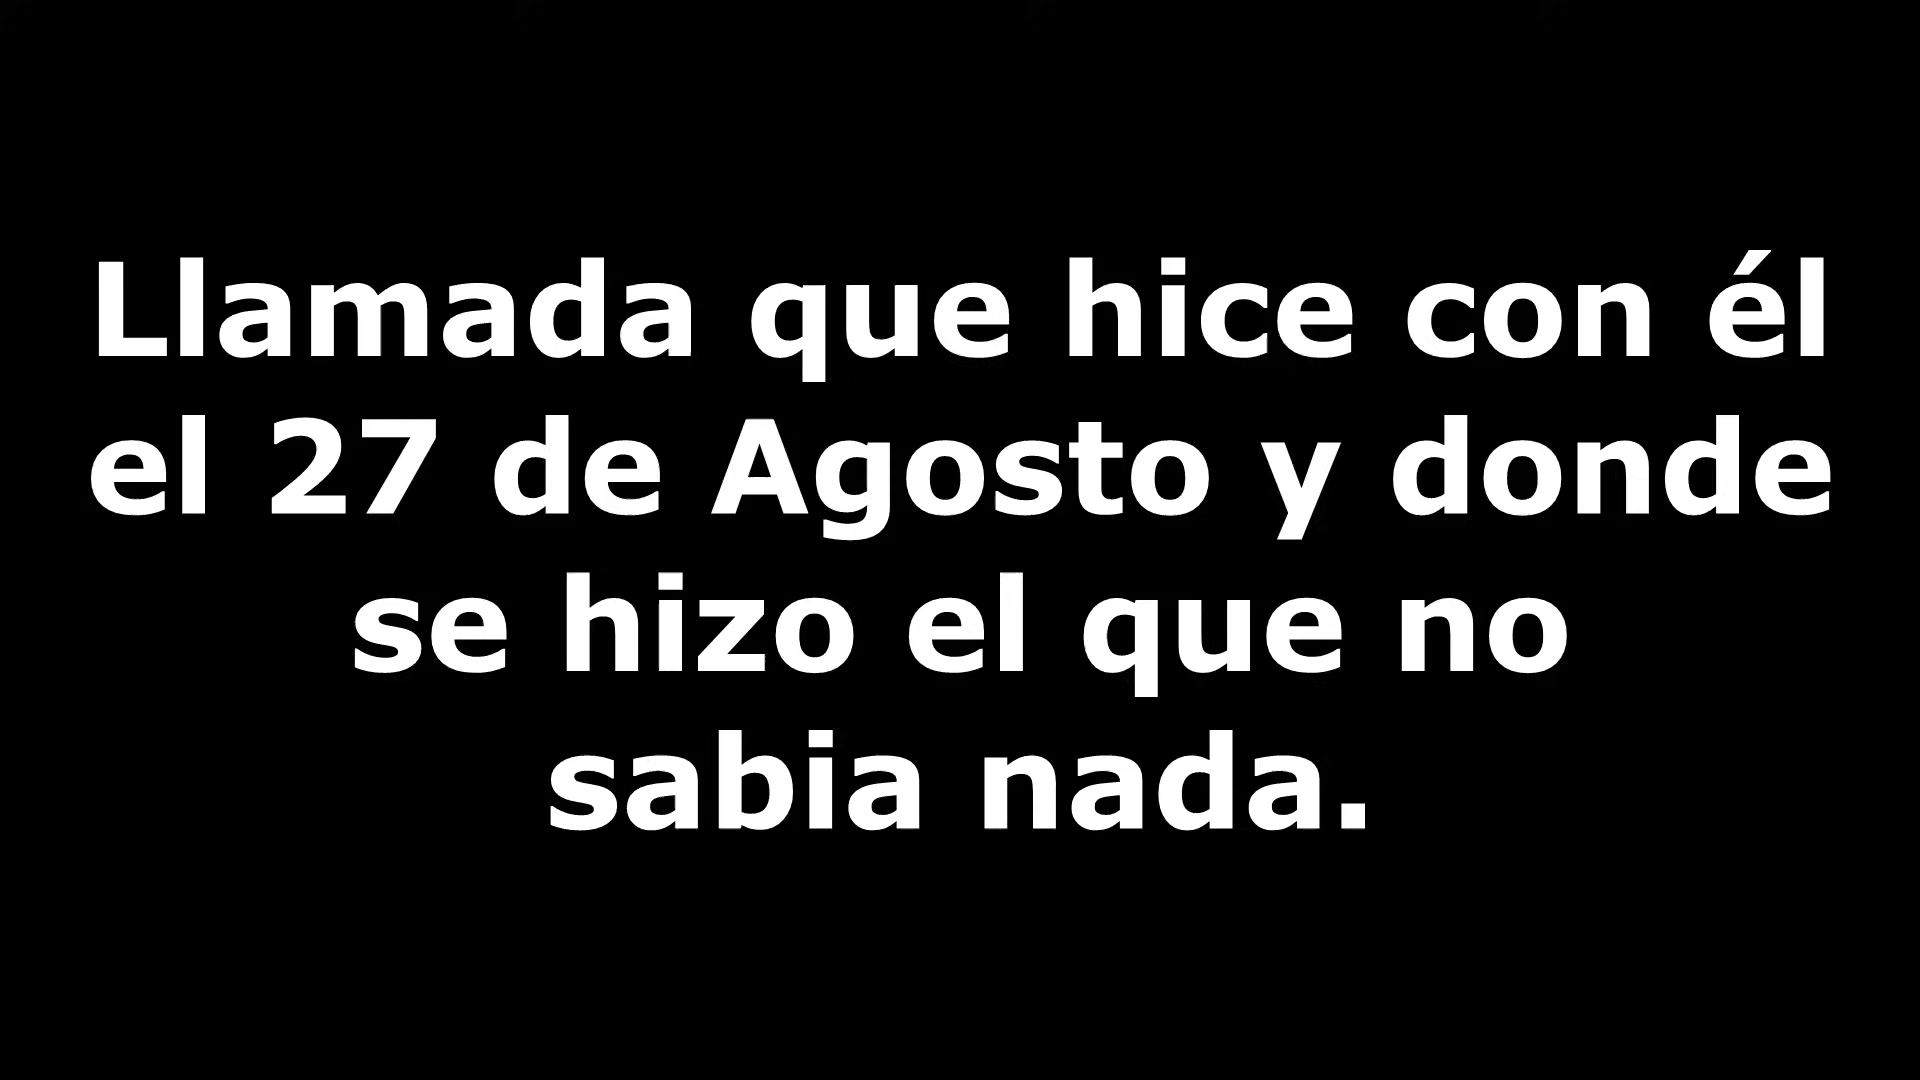 Llamada que hice con él
el 27 de Agosto y donde
se hizo el que no
sabia nada.